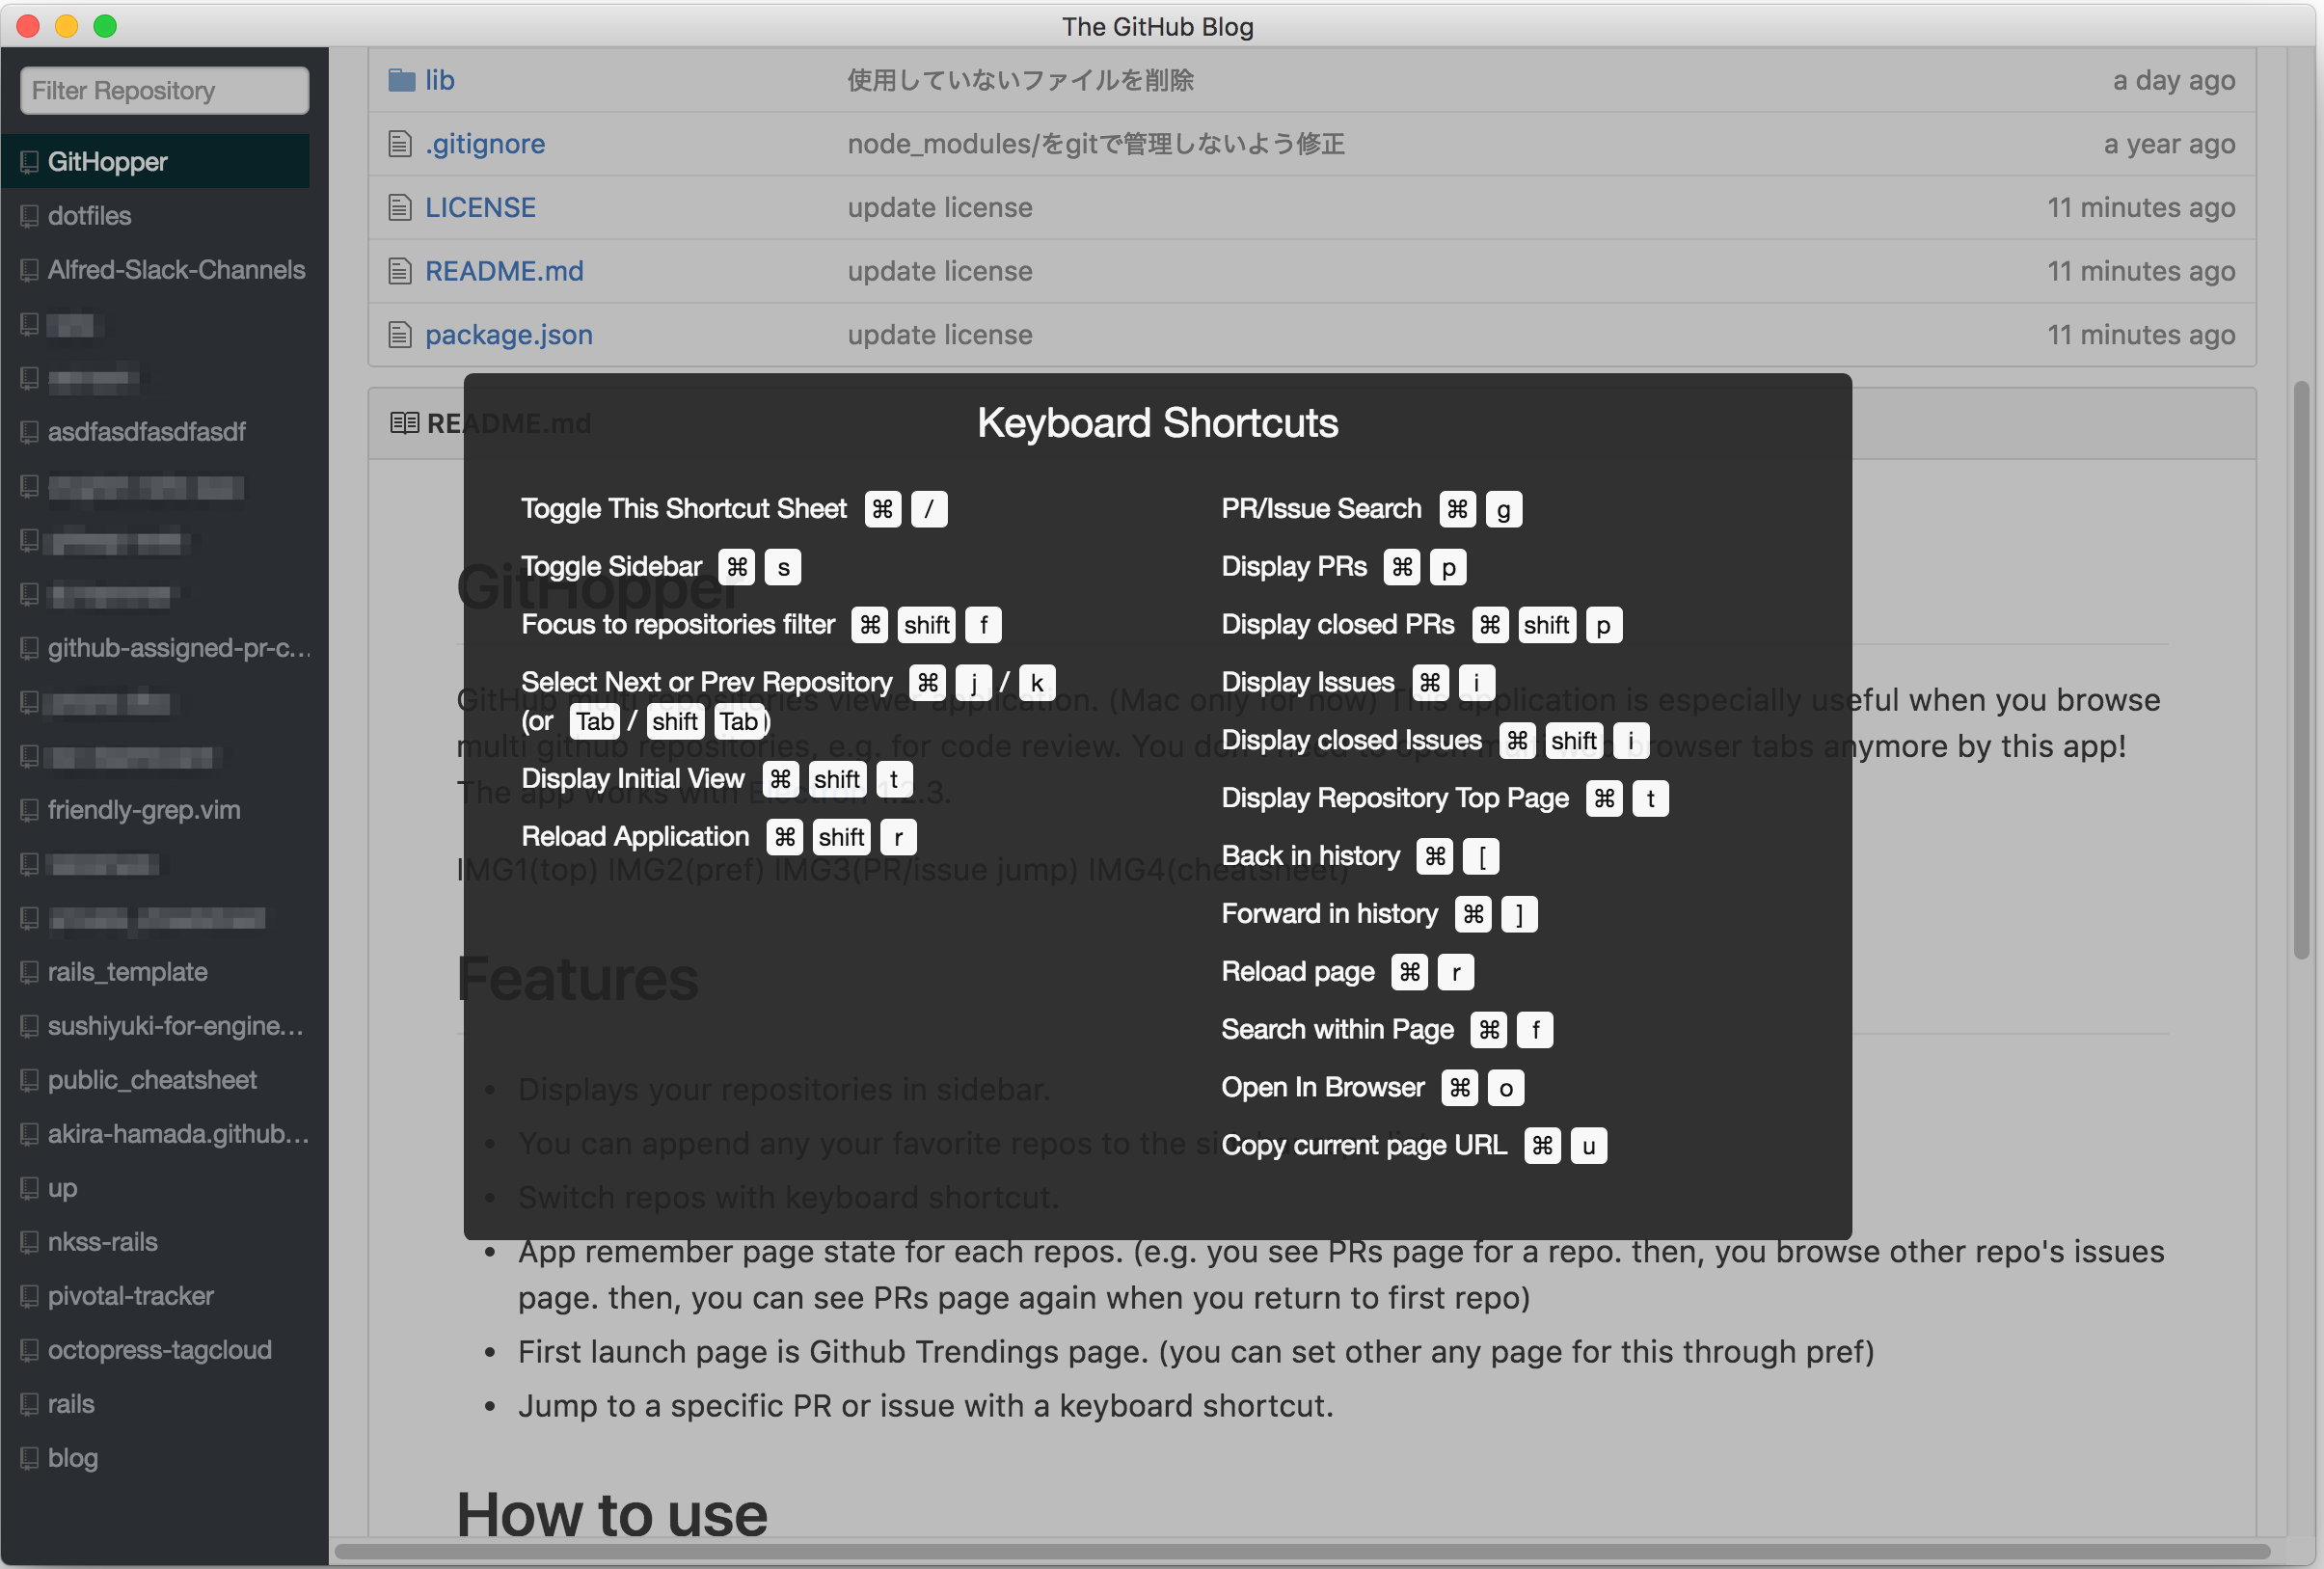 The GitHub Blog
Filter Repository
GitHopper
dotfiles
Alfred-Slack-Channels
asdfasdfasdfasdf
github-assigned-pr-c...
friendly-grep.vim
rails_template
sushiyuki-for-engine...
public_cheatsheet
akira-hamada.github...
up
nkss-rails
pivotal-tracker
octopress-tagcloud
rails
blog
lib 使用していないファイルを削除 a day ago
.gitignore node_modules/をgitで管理しないよう修正 a year ago
LICENSE update license 11 minutes ago
README.md update license 11 minutes ago
package.json update license 11 minutes ago
README.md
Keyboard Shortcuts
Toggle This Shortcut Sheet ⌘ /
Toggle Sidebar ⌘ s
Focus to repositories filter ⌘ shift f
Select Next or Prev Repository ⌘ j / k
(or Tab / shift Tab)
Display Initial View ⌘ shift t
Reload Application ⌘ shift r
PR/Issue Search ⌘ g
Display PRs ⌘ p
Display closed PRs ⌘ shift p
Display Issues ⌘ i
Display closed Issues ⌘ shift i
Display Repository Top Page ⌘ t
Back in history ⌘ [
Forward in history ⌘ ]
Reload page ⌘ r
Search within Page ⌘ f
Open In Browser ⌘ o
Copy current page URL ⌘ u
GitHopper
GitHub multi repositories viewer application. (Mac only for now) This application is especially useful when you browse
multi github repositories, e.g. for code review. You don't need to open multi web browser tabs anymore by this app!
The app works with Electron 1.2.3.
IMG1(top) IMG2(pref) IMG3(PR/issue jump) IMG4(cheatsheet)
Features
• Displays your repositories in sidebar.
• You can append any your favorite repos to the
• Switch repos with keyboard shortcut.
• App remember page state for each repos. (e.g. you see PRs page for a repo. then, you browse other repo's issues
page. then, you can see PRs page again when you return to first repo)
• First launch page is Github Trendings page. (you can set other any page for this through pref)
• Jump to a specific PR or issue with a keyboard shortcut.
How to use